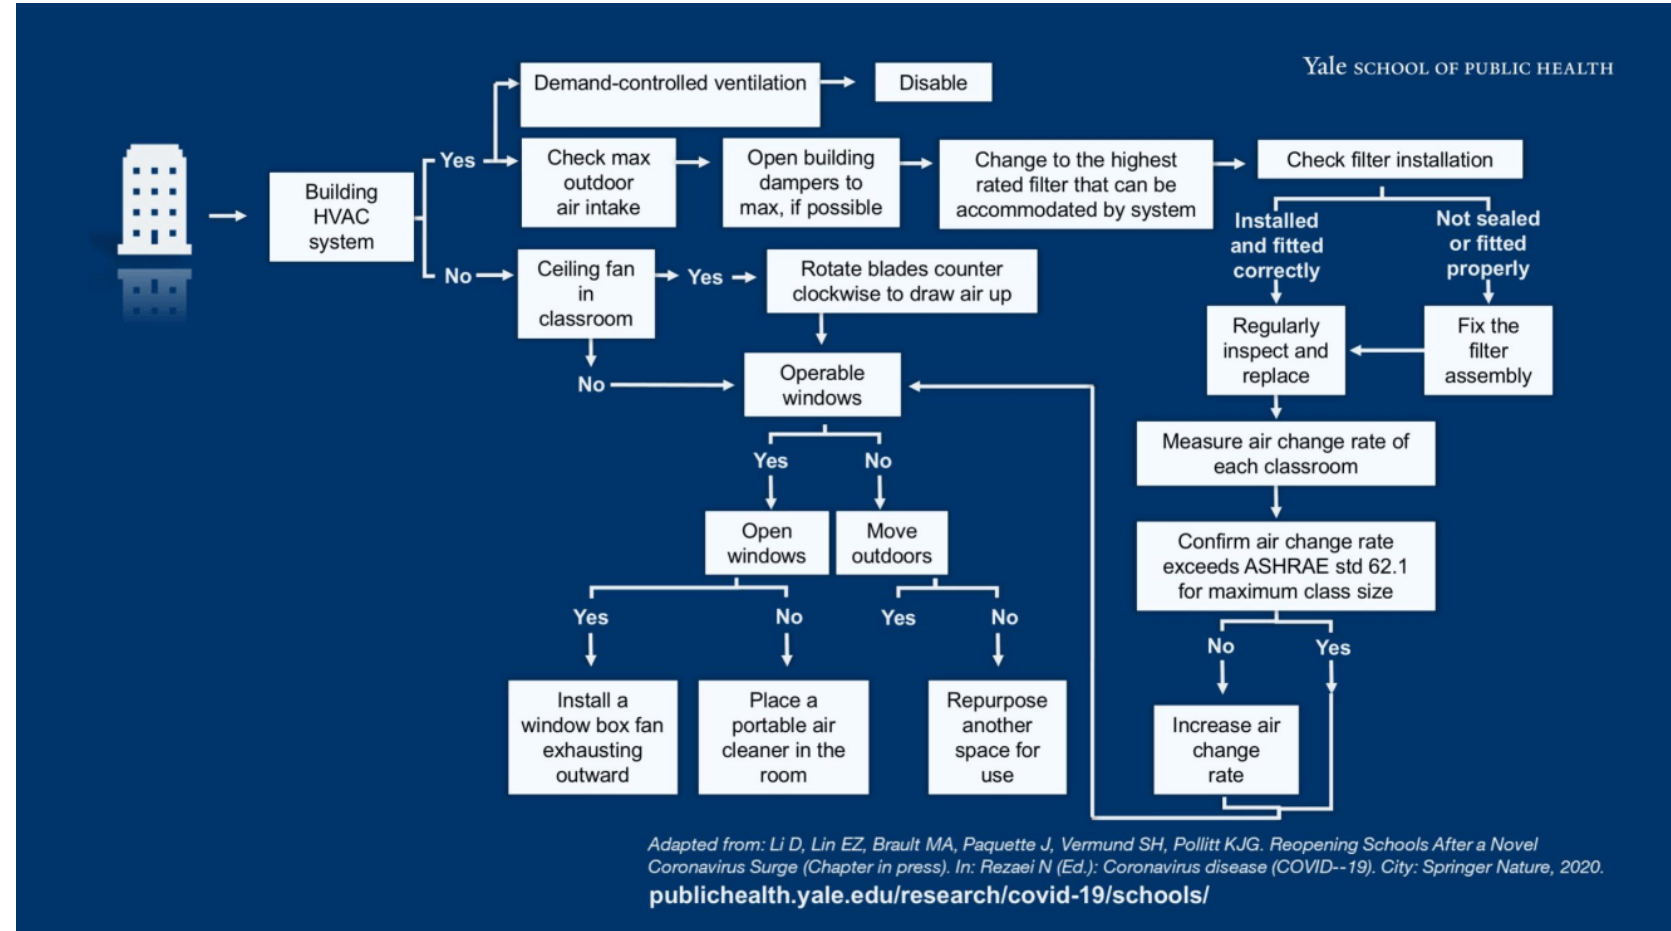 Yale SCHOOL OF PUBLIC HEALTH
Demand-controlled ventilation
Disable
Building
HVAC
system
Yes
Check max
outdoor
air intake
Open building
dampers to
max, if possible
Change to the highest
rated filter that can be
accommodated by system
Check filter installation
Installed
and fitted
correctly
Not sealed
or fitted
properly
No
Ceiling fan
in
classroom
Yes
Rotate blades counter
clockwise to draw air up
Regularly
inspect and
replace
Fix the
filter
assembly
No
Operable
windows
Measure air change rate of
each classroom
Yes
No
Open
windows
Move
outdoors
Confirm air change rate
exceeds ASHRAE std 62.1
for maximum class size
Yes
No
Yes
No
No
Yes
Install a
window box fan
exhausting
outward
Place a
portable air
cleaner in the
room
Repurpose
another
space for
use
Increase air
change
rate
Adapted from: Li D, Lin EZ, Brault MA, Paquette J, Vermund SH, Pollitt KJG. Reopening Schools After a Novel
Coronavirus Surge (Chapter in press). In: Rezaei N (Ed.): Coronavirus disease (COVID--19). City: Springer Nature, 2020.
publichealth.yale.edu/research/covid-19/schools/